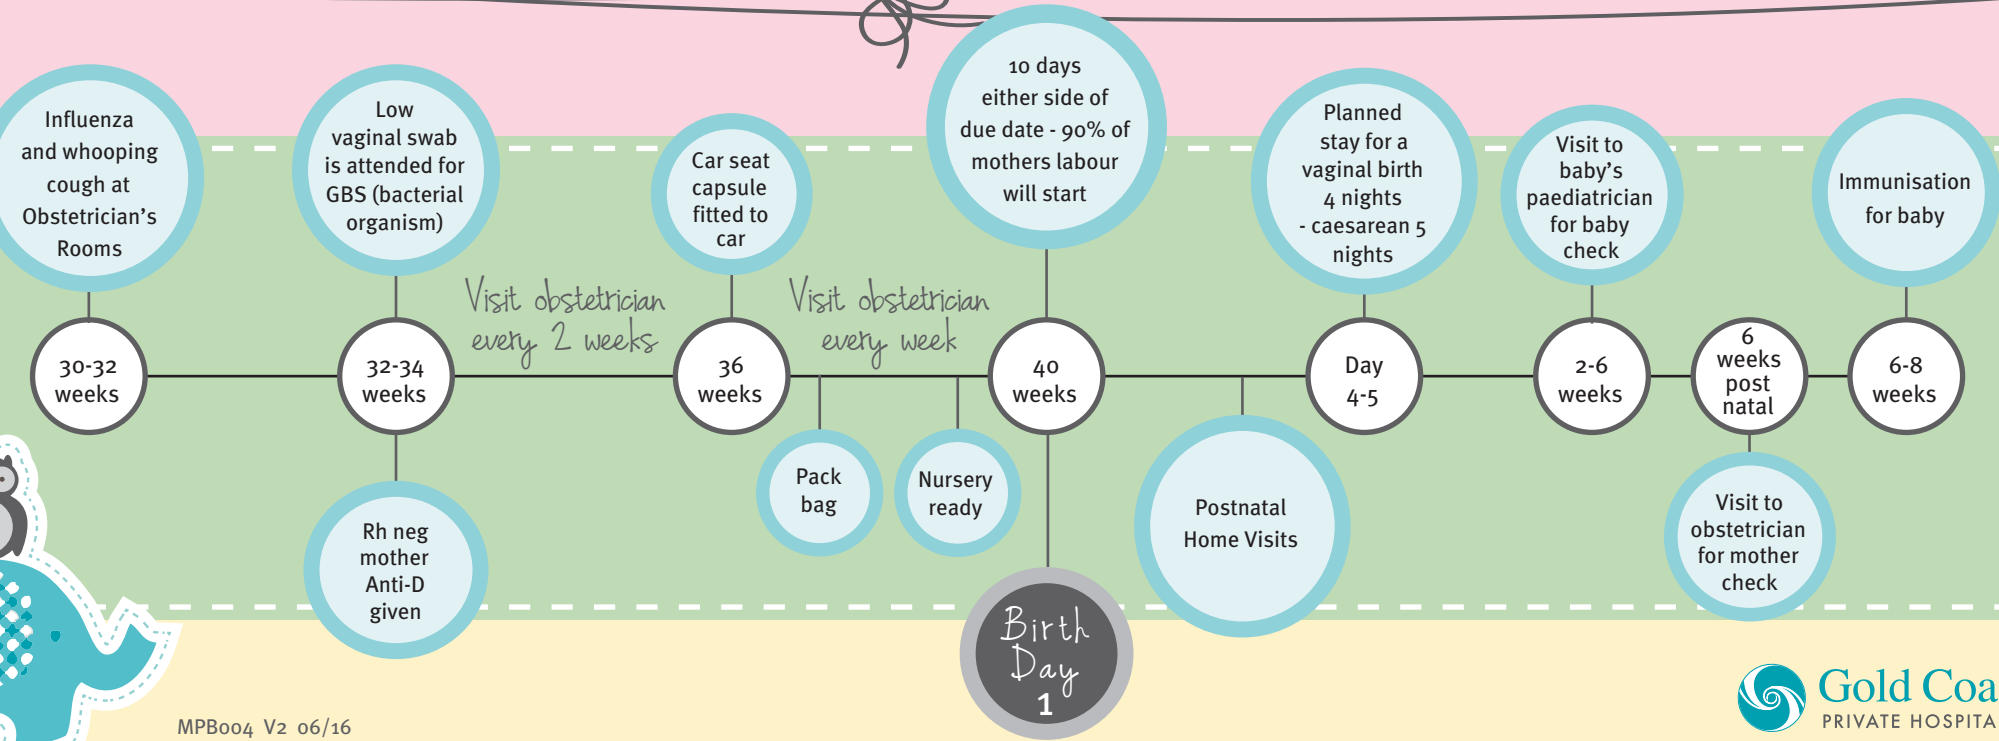 Influenza
and whooping
cough at
Obstetrician's
Rooms
Low
vaginal swab
is attended for
GBS (bacterial
organism)
Car seat
capsule
fitted to
car
10 days
either side of
due date - 90% of
mothers labour
will start
Planned
stay for a
vaginal birth
4 nights
- caesarean 5
nights
Visit to
baby's
paediatrician
for baby
check
Immunisation
for baby
Visit obstetrician
every 2 weeks
Visit obstetrician
every week
30-32
weeks
32-34
weeks
36
weeks
40
weeks
Day
4-5
2-6
weeks
6
weeks
post
natal
6-8
weeks
Rh neg
mother
Anti-D
given
Pack
bag
Nursery
ready
Birth
Day
1
Postnatal
Home Visits
Visit to
obstetrician
for mother
check
MPB004 V2 06/16
Gold Coa
PRIVATE HOSPITA